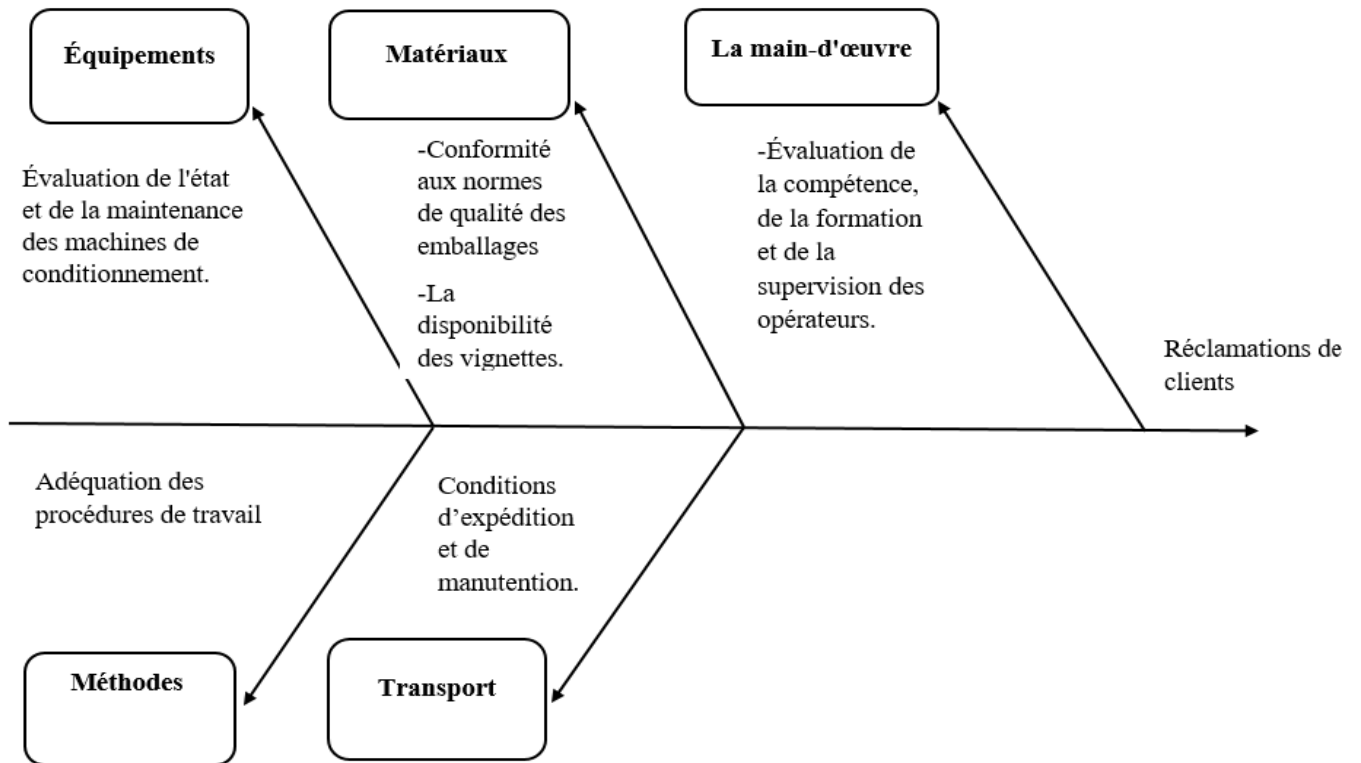 Équipements
Matériaux
La main-d'œuvre
Évaluation de l'état
et de la maintenance
des machines de
conditionnement.
-Conformité
aux normes
de qualité des
emballages
-La
disponibilité
des vignettes.
-Évaluation de
la compétence,
de la formation
et de la
supervision des
opérateurs.
Réclamations de
clients
Adéquation des
procédures de travail
Conditions
d’expédition
et de
manutention.
Méthodes
Transport